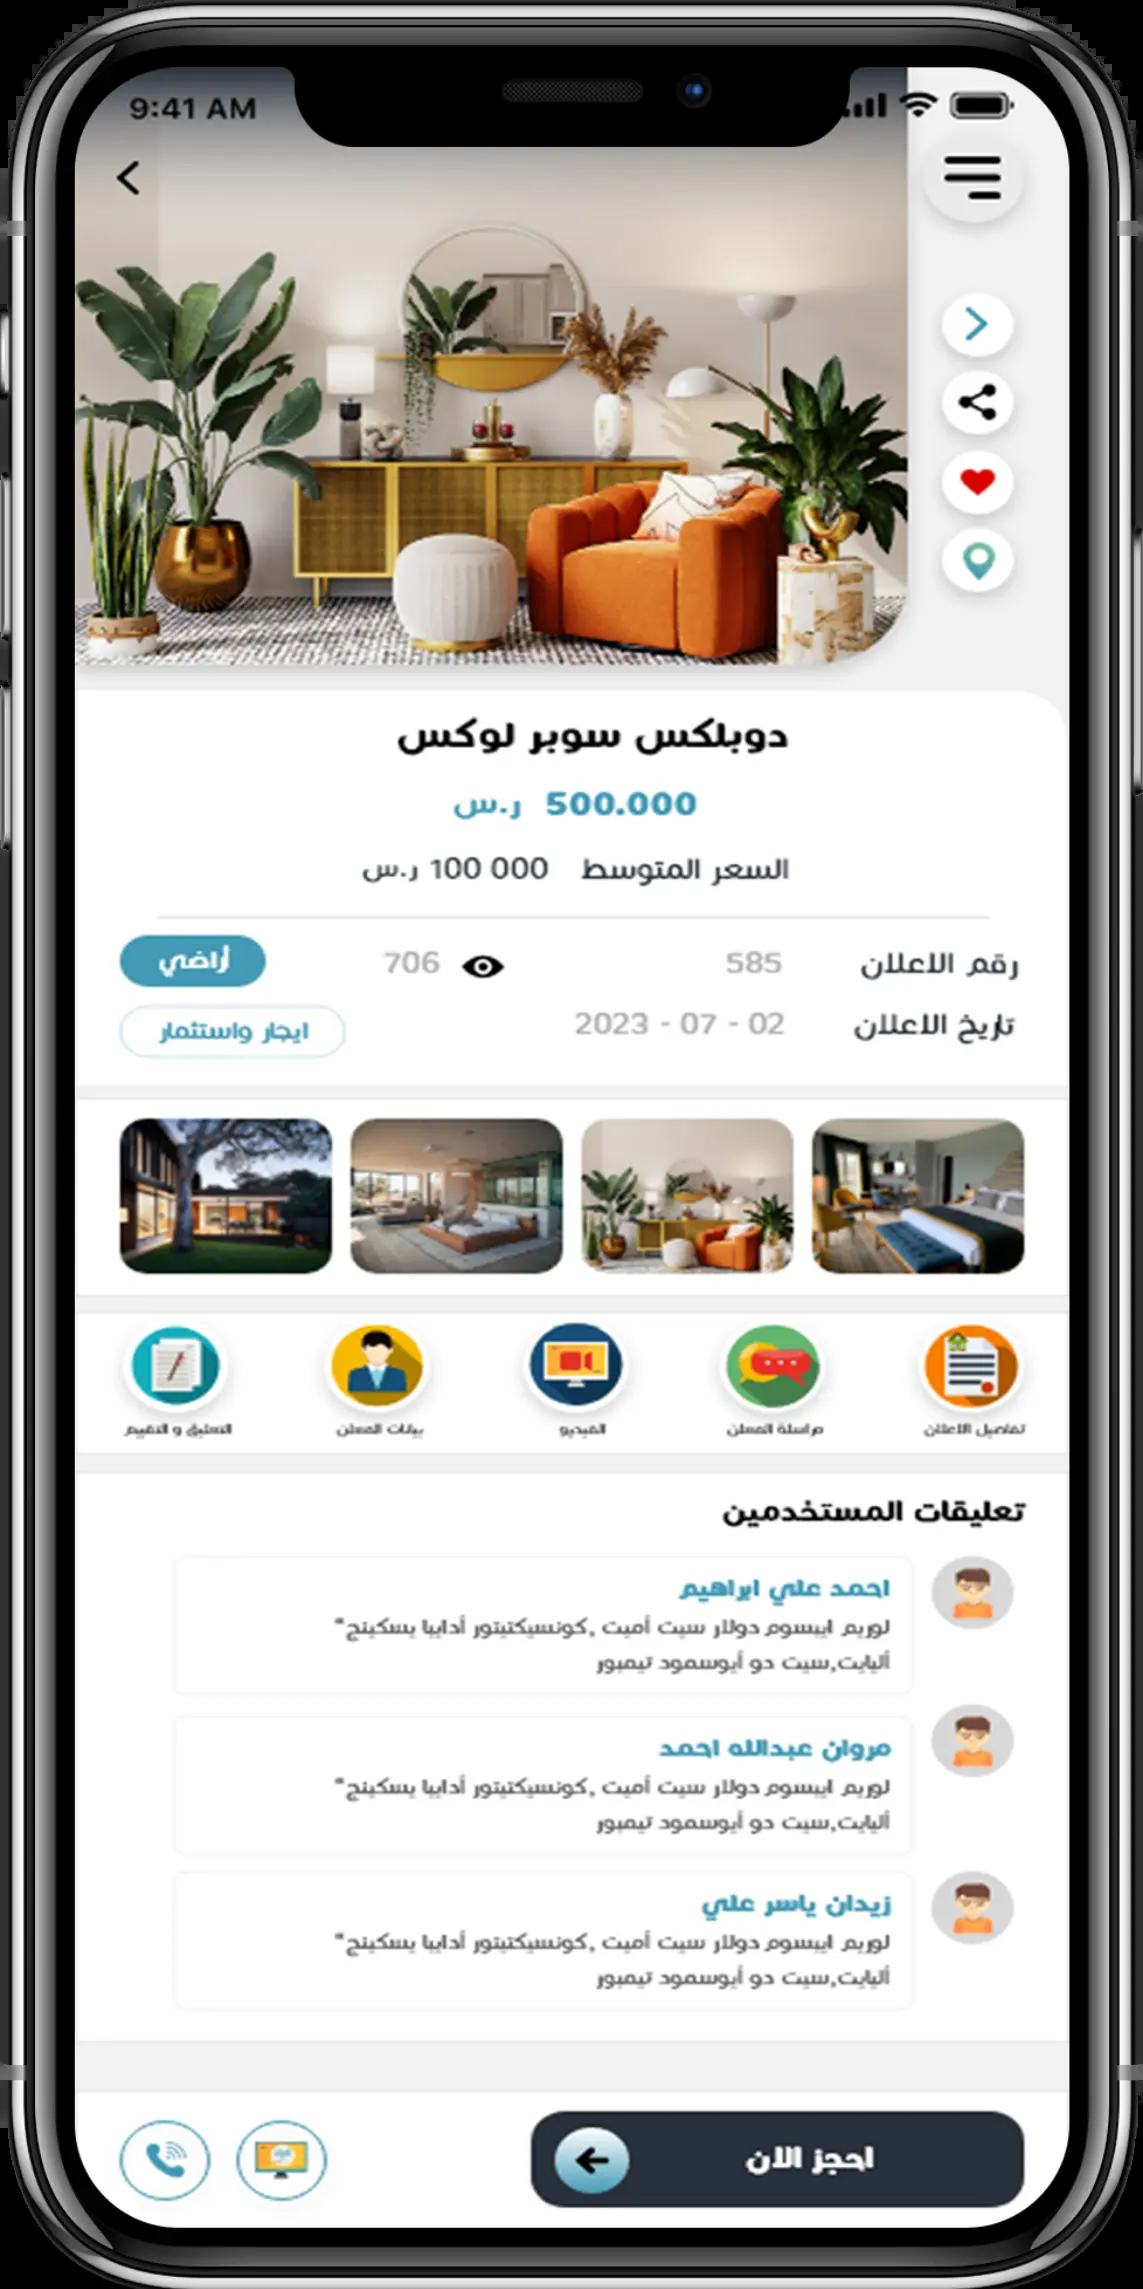 9:41 AM
دوبلكس سوبر لوكس
500.000 ر.س
السعر المتوسط 100 000 ر.س
رقم الاعلان 585 706 أراضي
تاريخ الاعلان 2023 - 07 - 02 ايجار واستثمار
تفاصيل الاعلان مراسلة المعلن الفيديو بيانات المعلن التعليق و التقيم
تعليقات المستخدمين
احمد علي ابراهيم
لوريم ايبسوم دولار سيت أميت ,كونسيكتيتور أدايبا يسكينج"
أليايت,سيت دو أيوسمود تيمبور
مروان عبدالله احمد
لوريم ايبسوم دولار سيت أميت ,كونسيكتيتور أدايبا يسكينج"
أليايت,سيت دو أيوسمود تيمبور
زيدان ياسر علي
لوريم ايبسوم دولار سيت أميت ,كونسيكتيتور أدايبا يسكينج"
أليايت,سيت دو أيوسمود تيمبور
احجز الان